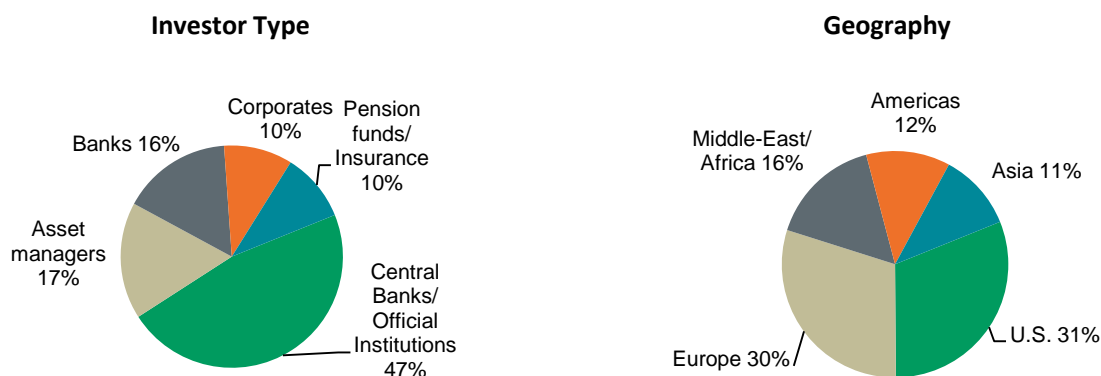 Investor Type
Corporates
10%
Pension
funds/
Insurance
10%
Banks 16%
Asset
managers
17%
Central
Banks/
Official
Institutions
47%
Geography
Americas
12%
Middle-East/
Africa 16%
Asia 11%
Europe 30%
U.S. 31%